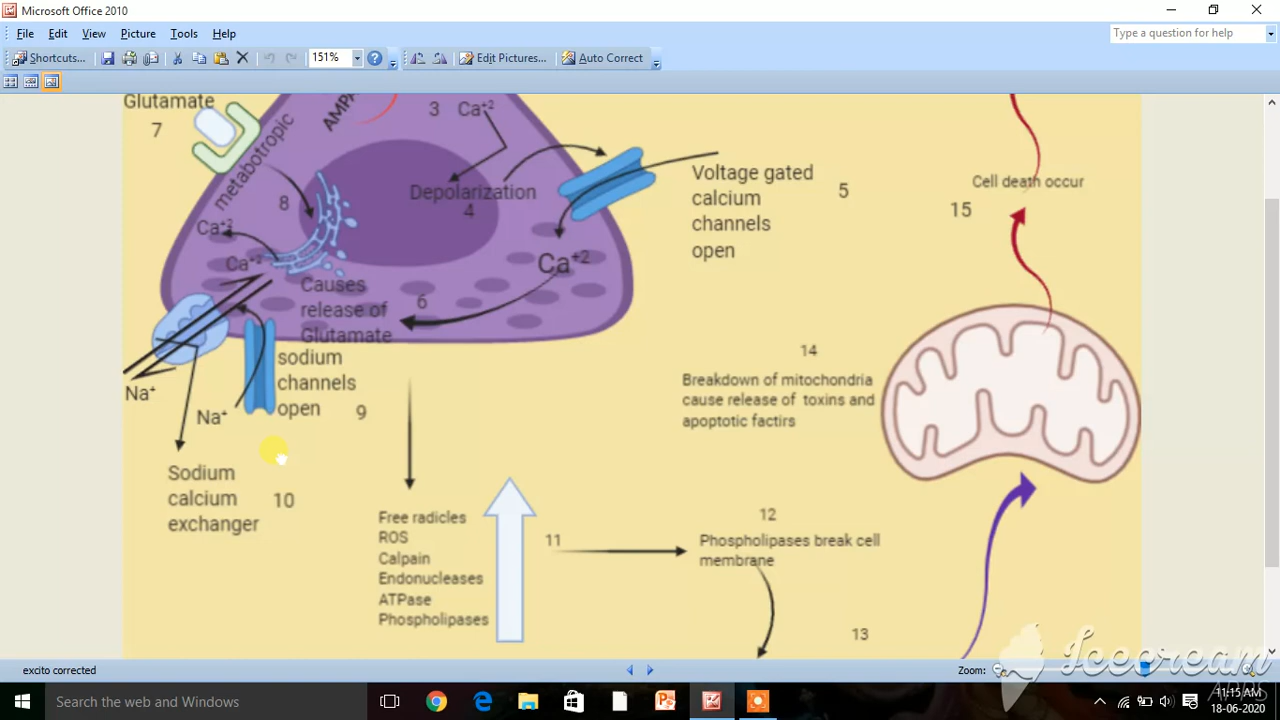 Microsoft Office 2010
File Edit View Picture Tools Help
Type a question for help
Shortcuts...
151%
Edit Pictures...
Auto Correct
Glutamate
7
metabotropic
AMPA
3
Ca+2
Depolarization
4
8
Ca+2
Ca+2
Causes
release of
Glutamate
6
Ca+2
Voltage gated
calcium
channels
open
5
Cell death occur
15
sodium
channels
open
9
Na+
Na+
Sodium
calcium
exchanger
10
14
Breakdown of mitochondria
cause release of toxins and
apoptotic factirs
Free radicles
ROS
Calpain
Endonucleases
ATPase
Phospholipases
11
12
Phospholipases break cell
membrane
13
excito corrected
Zoom:
Icecream
APPS
Search the web and Windows
11:15 AM
18-06-2020